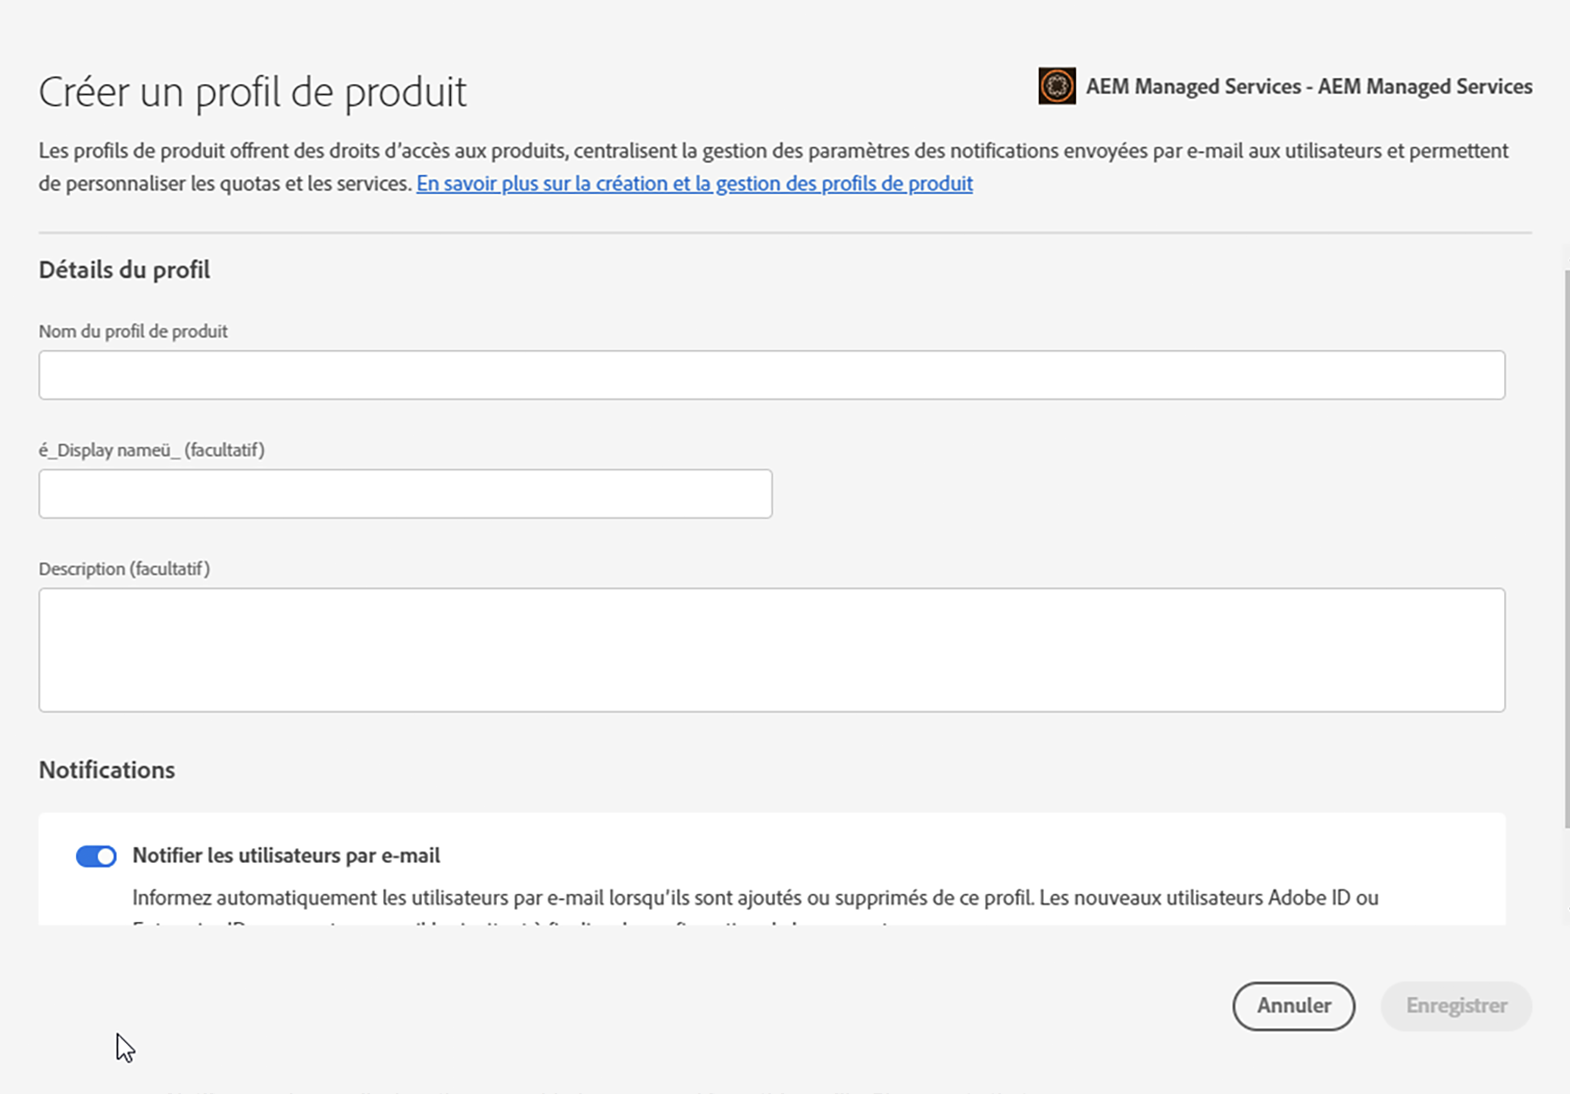 Créer un profil de produit
AEM Managed Services - AEM Managed Services
Les profils de produit offrent des droits d’accès aux produits, centralisent la gestion des paramètres des notifications envoyées par e-mail aux utilisateurs et permettent
de personnaliser les quotas et les services. En savoir plus sur la création et la gestion des profils de produit
Détails du profil
Nom du profil de produit
é_Display nameü_ (facultatif)
Description (facultatif)
Notifications
Notifier les utilisateurs par e-mail
Informez automatiquement les utilisateurs par e-mail lorsqu’ils sont ajoutés ou supprimés de ce profil. Les nouveaux utilisateurs Adobe ID ou
Annuler
Enregistrer